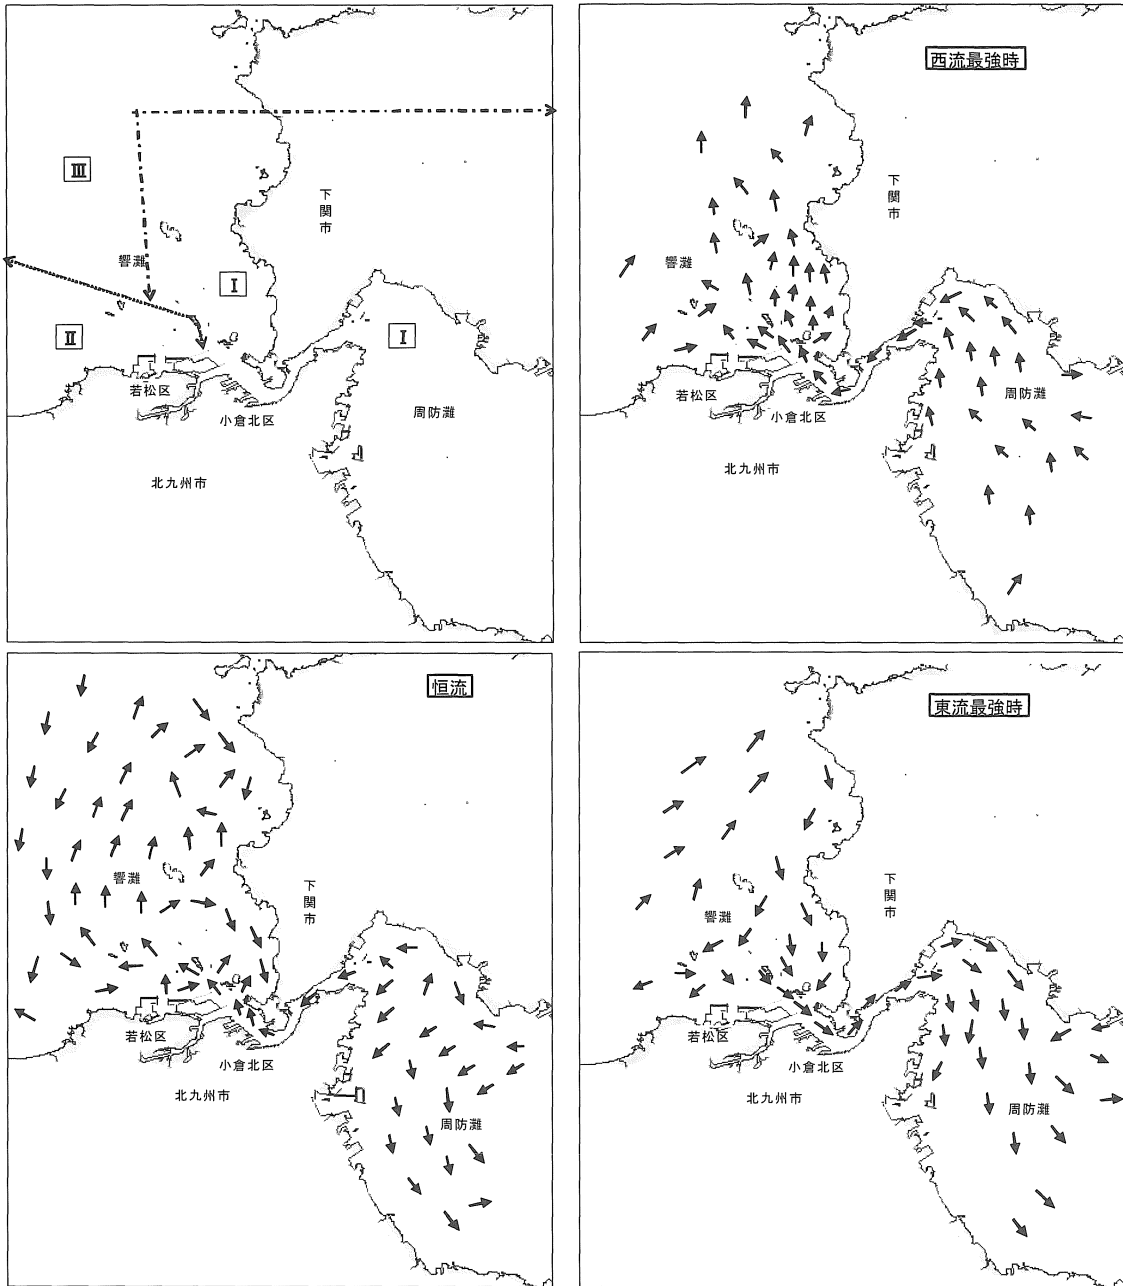 Ⅲ
下関市
響灘
Ⅰ
Ⅱ
Ⅰ
若松区
小倉北区
周防灘
北九州市
西流最強時
下関市
響灘
若松区
小倉北区
周防灘
北九州市
恒流
下関市
響灘
若松区
小倉北区
北九州市
周防灘
東流最強時
下関市
響灘
若松区
小倉北区
北九州市
周防灘